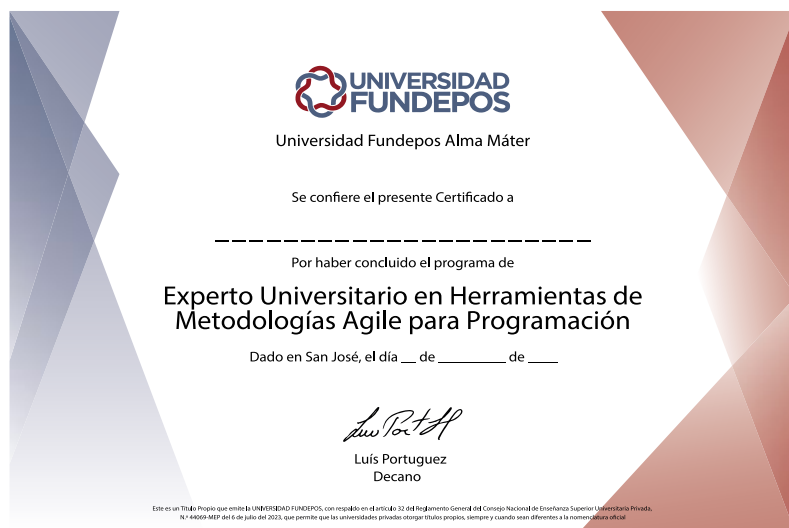 UNIVERSIDAD
FUNDEPOS
Universidad Fundepos Alma Máter
Se confiere el presente Certificado a
Por haber concluido el programa de
Experto Universitario en Herramientas de
Metodologías Agile para Programación
Dado en San José, el día __ de _________ de ____
Luís Portuguez
Decano
Este es un Título Propio que emite la UNIVERSIDAD FUNDEPOS, con respaldo en el artículo 32 del Reglamento General del Consejo Nacional de Enseñanza Superior Universitaria Privada,
N.º 44069-MEP del 6 de julio del 2023, que permite que las universidades privadas otorgar títulos propios, siempre y cuando sean diferentes a la nomenclatura oficial